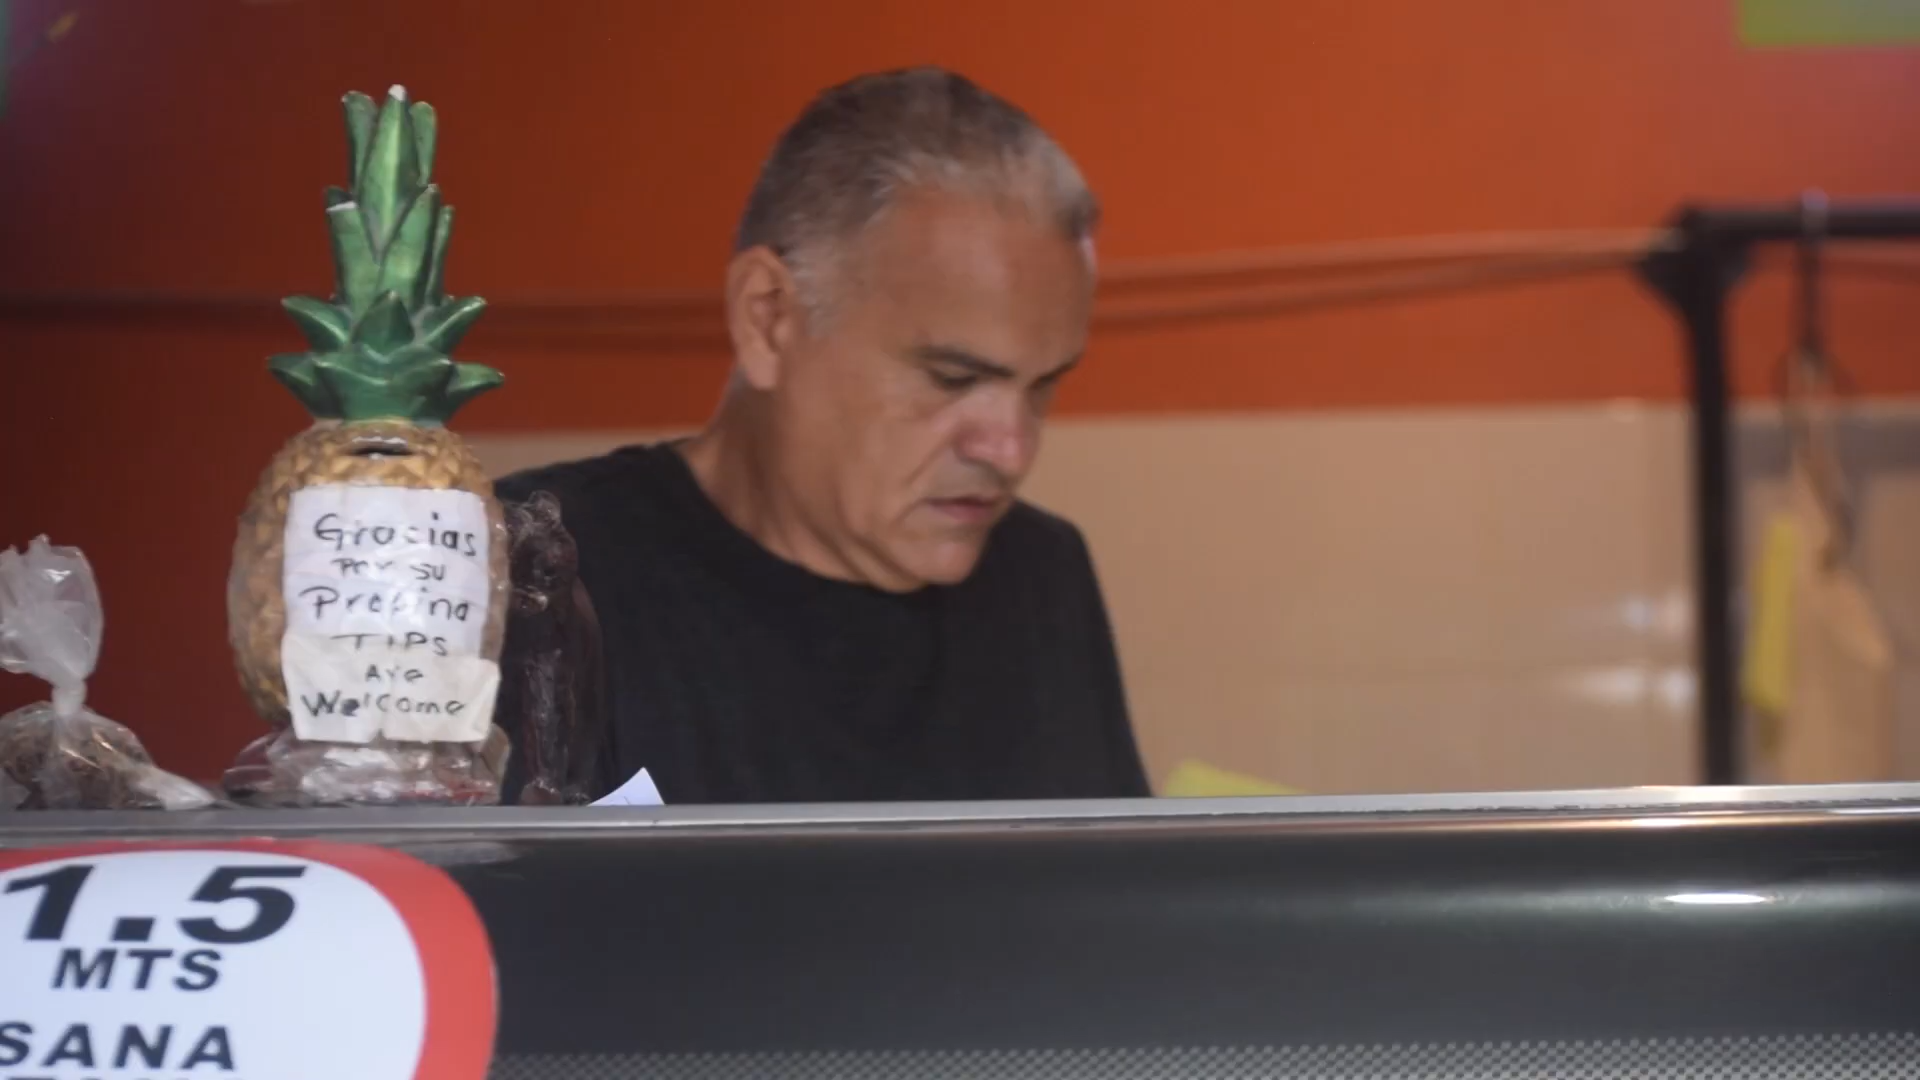 Gracias
Por su
Propina
TIPS
Are
Welcome
1.5
MTS
SANA